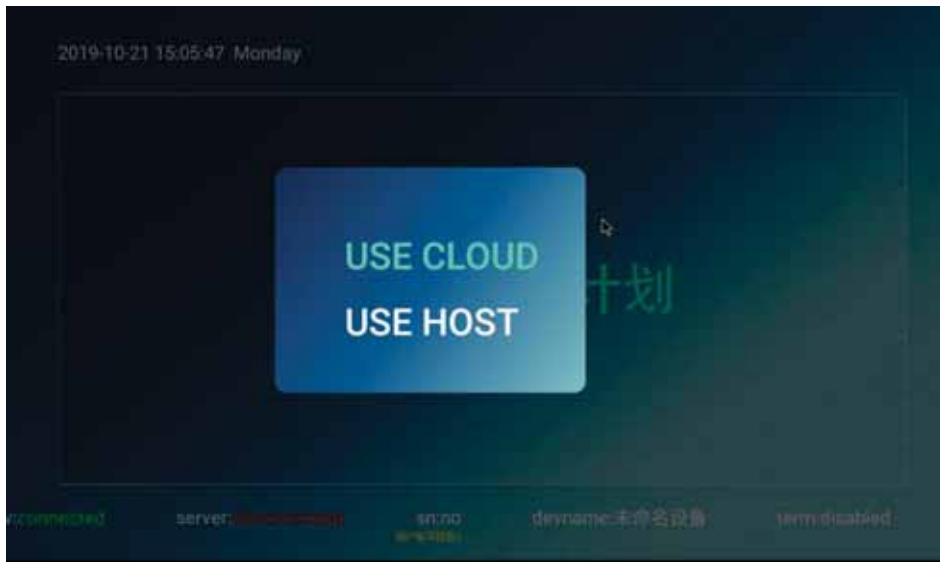 2019-10-21 15:05:47 Monday
USE CLOUD
USE HOST
计划
:connected server: sn:no devname:未命名设备 term:disabled